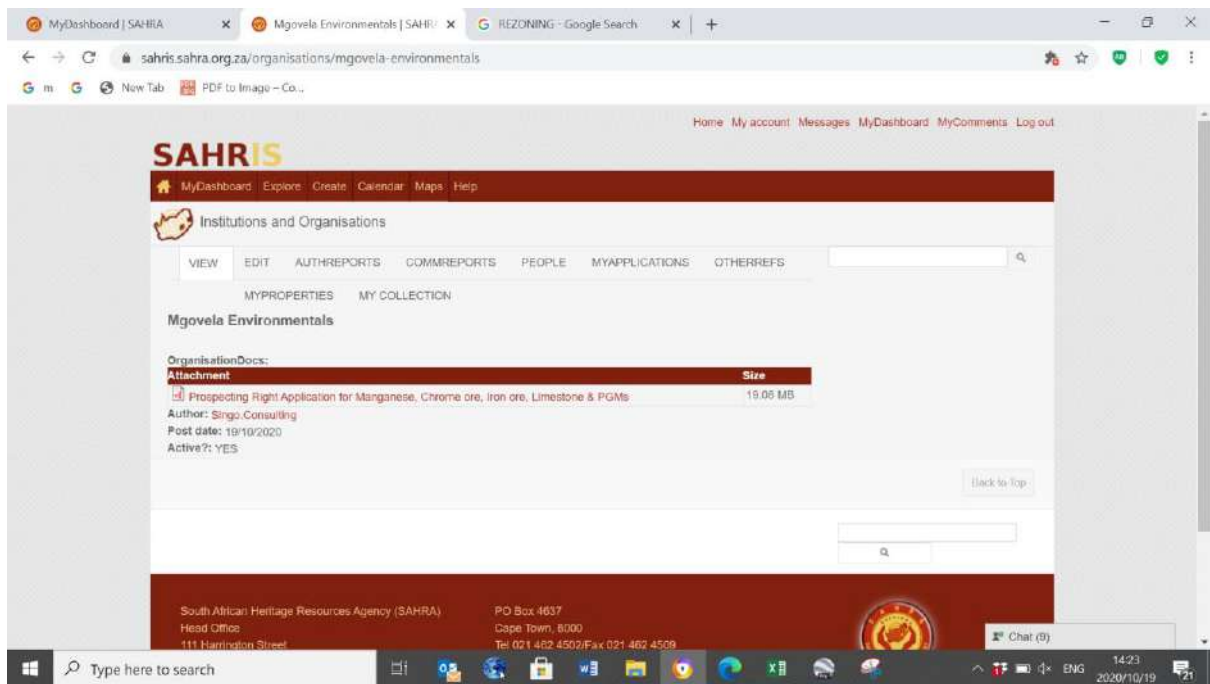 MyDashboard | SAHRA
Mgovela Environmentals | SAHR
REZONING - Google Search
sahris.sahra.org.za/organisations/mgovela-environmentals
m
New Tab
PDF to Image – Co...
Home My account Messages MyDashboard MyComments Log out
SAHRIS
MyDashboard Explore Create Calendar Maps Help
Institutions and Organisations
VIEW EDIT AUTHREPORTS COMMREPORTS PEOPLE MYAPPLICATIONS OTHERREFS
MYPROPERTIES MY COLLECTION
Mgovela Environmentals
OrganisationDocs:
Attachment Size
Prospecting Right Application for Manganese, Chrome ore, Iron ore, Limestone & PGMs 19.06 MB
Author: Singo.Consulting
Post date: 19/10/2020
Active?: YES
Back to Top
South African Heritage Resources Agency (SAHRA) PO Box 4637
Head Office Cape Town, 8000
111 Harrington Street Tel 021 462 4502/Fax 021 462 4509
Chat (9)
Type here to search
ENG
14:23
2020/10/19
21